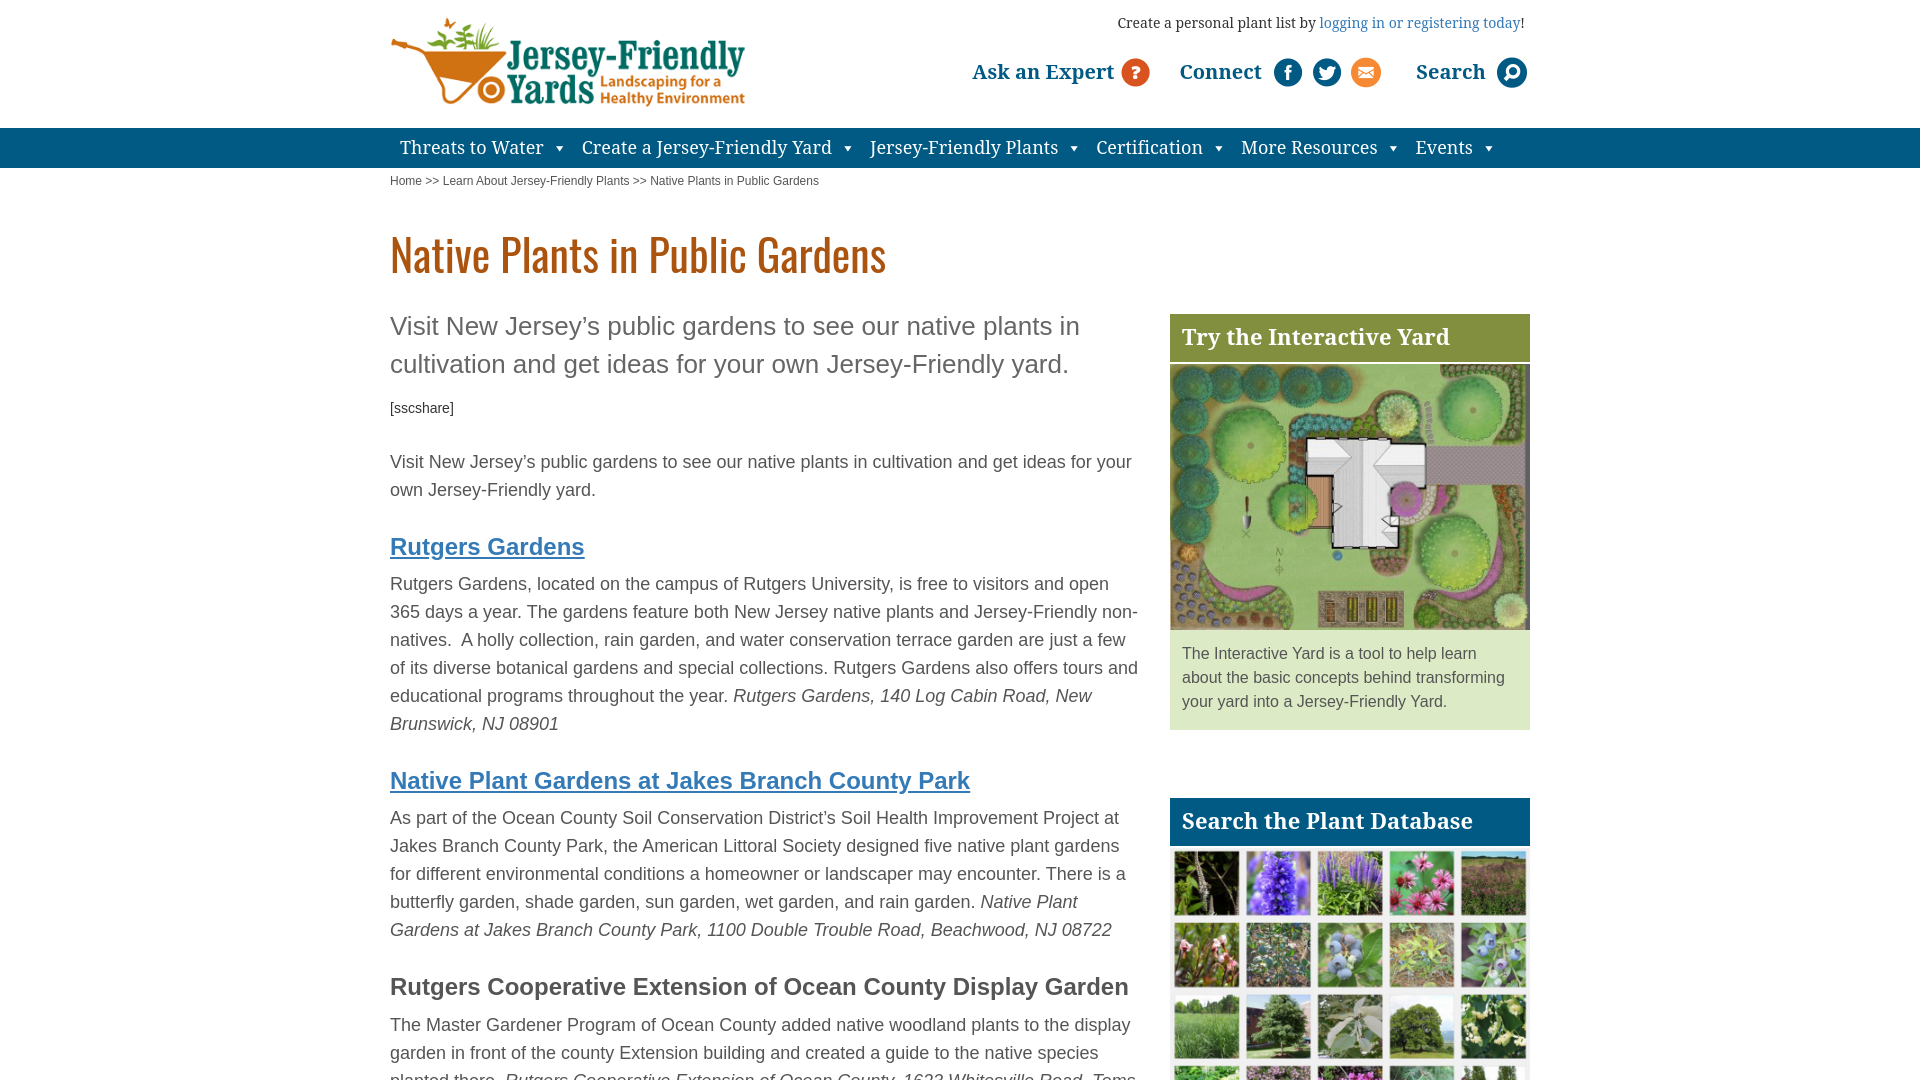 Create a personal plant list by logging in or registering today!
Jersey-Friendly
Yards
Landscaping for a
Healthy Environment
Ask an Expert ?
Connect
Search
Threats to Water
Create a Jersey-Friendly Yard
Jersey-Friendly Plants
Certification
More Resources
Events
Home >> Learn About Jersey-Friendly Plants >> Native Plants in Public Gardens
Native Plants in Public Gardens
Visit New Jersey’s public gardens to see our native plants in
cultivation and get ideas for your own Jersey-Friendly yard.
[sscshare]
Visit New Jersey’s public gardens to see our native plants in cultivation and get ideas for your
own Jersey-Friendly yard.
Rutgers Gardens
Rutgers Gardens, located on the campus of Rutgers University, is free to visitors and open
365 days a year. The gardens feature both New Jersey native plants and Jersey-Friendly non-
natives.  A holly collection, rain garden, and water conservation terrace garden are just a few
of its diverse botanical gardens and special collections. Rutgers Gardens also offers tours and
educational programs throughout the year. Rutgers Gardens, 140 Log Cabin Road, New
Brunswick, NJ 08901
Native Plant Gardens at Jakes Branch County Park
As part of the Ocean County Soil Conservation District’s Soil Health Improvement Project at
Jakes Branch County Park, the American Littoral Society designed five native plant gardens
for different environmental conditions a homeowner or landscaper may encounter. There is a
butterfly garden, shade garden, sun garden, wet garden, and rain garden. Native Plant
Gardens at Jakes Branch County Park, 1100 Double Trouble Road, Beachwood, NJ 08722
Rutgers Cooperative Extension of Ocean County Display Garden
The Master Gardener Program of Ocean County added native woodland plants to the display
garden in front of the county Extension building and created a guide to the native species
planted there. Rutgers Cooperative Extension of Ocean County, 1623 Whitesville Road, Toms
Try the Interactive Yard
N
The Interactive Yard is a tool to help learn
about the basic concepts behind transforming
your yard into a Jersey-Friendly Yard.
Search the Plant Database